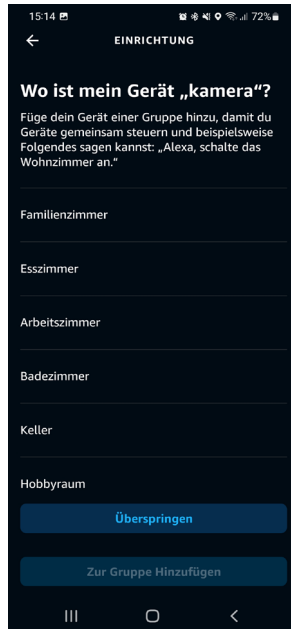 15:14 72%
EINRICHTUNG
Wo ist mein Gerät „kamera“?
Füge dein Gerät einer Gruppe hinzu, damit du
Geräte gemeinsam steuern und beispielsweise
Folgendes sagen kannst: „Alexa, schalte das
Wohnzimmer an.“
Familienzimmer
Esszimmer
Arbeitszimmer
Badezimmer
Keller
Hobbyraum
Überspringen
Zur Gruppe Hinzufügen